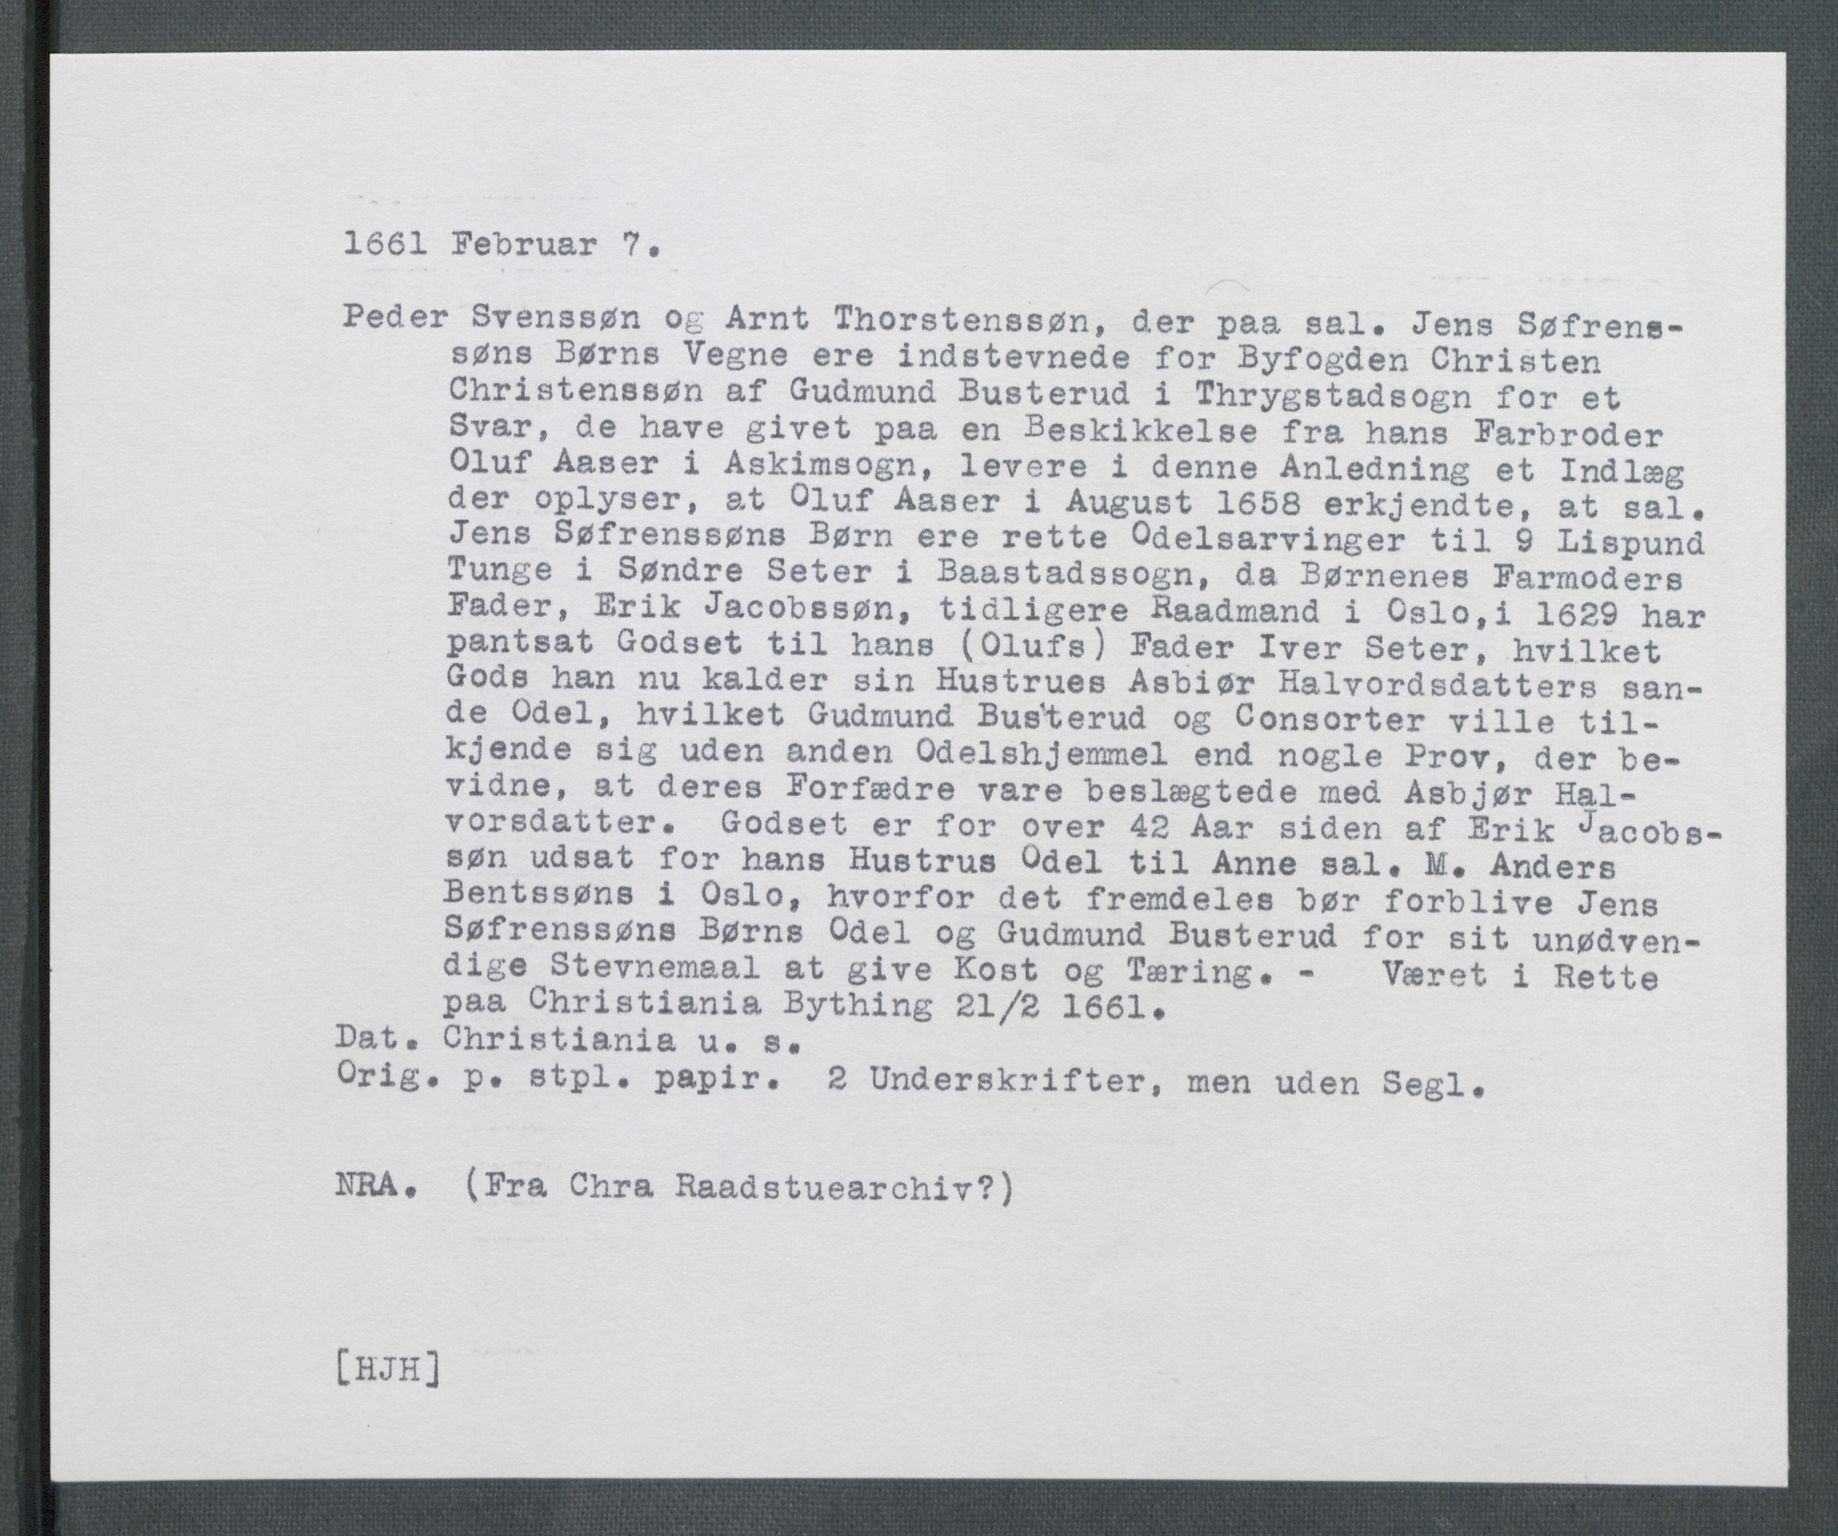 1661 Februar 7.
Peder Svenssøn og Arnt Thorstenssøn, der paa sal. Jens Søfrens-
søns Børns Vegne ere indstevnede for Byfogden Christen
Christenssøn af Gudmund Busterud i Thrygstadsogn for et
Svar, de have givet paa en Beskikkelse fra hans Farbroder
Oluf Aaser i Askimsogn, levere i denne Anledning et Indlæg
der oplyser, at Oluf Aaser i August 1658 erkjendte, at sal.
Jens Søfrenssøns Børn ere rette Odelsarvinger til 9 Lispund
Tunge i Søndre Seter i Baastadssogn, da Børnenes Farmoders
Fader, Erik Jacobssøn, tidligere Raadmand i Oslo,i 1629 har
pantsat Godset til hans (Olufs) Fader Iver Seter, hvilket
Gods han nu kalder sin Hustrues Asbiør Halvordsdatters san-
de Odel, hvilket Gudmund Busterud og Consorter ville til-
kjende sig uden anden Odelshjemmel end nogle Prov, der be-
vidne, at deres Forfædre vare beslægtede med Asbjør Hal-
vorsdatter. Godset er for over 42 Aar siden af Erik Jacobs-
søn udsat for hans Hustrus Odel til Anne sal. M. Anders
Bentssøns i Oslo, hvorfor det fremdeles bør forblive Jens
Søfrenssøns Børns Odel og Gudmund Busterud for sit unødven-
dige Stevnemaal at give Kost og Tæring. - Været i Rette
paa Christiania Bything 21/2 1661.
Dat. Christiania u. s.
Orig. p. stpl. papir. 2 Underskrifter, men uden Segl.
NRA. (Fra Chra Raadstuearchiv?)
[HJH]